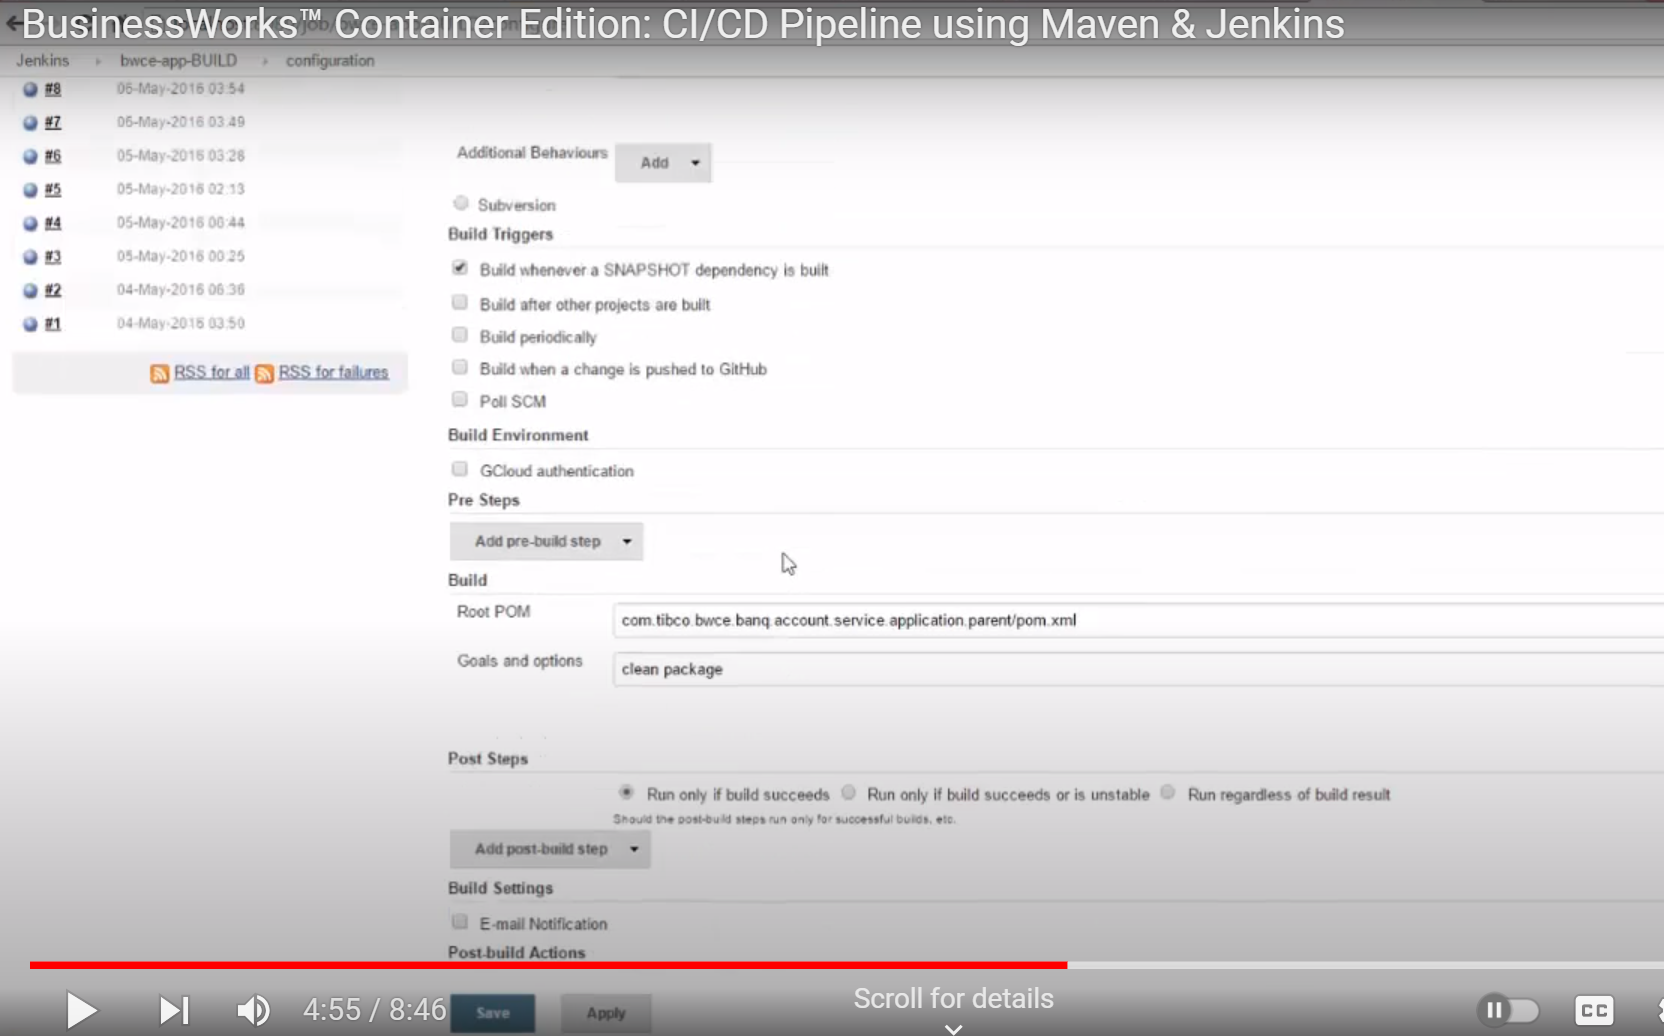 BusinessWorks™ Container Edition: CI/CD Pipeline using Maven & Jenkins
Jenkins bwce-app-BUILD configuration
#8 06-May-2016 03:54
#7 06-May-2016 03:49
#6 05-May-2016 03:26
#5 05-May-2016 02:13
#4 05-May-2016 06:44
#3 05-May-2016 00:25
#2 04-May-2016 06:36
#1 04-May-2016 03:50
RSS for all RSS for failures
Additional Behaviours Add
Subversion
Build Triggers
Build whenever a SNAPSHOT dependency is built
Build after other projects are built
Build periodically
Build when a change is pushed to GitHub
Poll SCM
Build Environment
GCloud authentication
Pre Steps
Add pre-build step
Build
Root POM com.tibco.bwce.banq.account.service.application.parent/pom.xml
Goals and options clean package
Post Steps
Run only if build succeeds Run only if build succeeds or is unstable Run regardless of build result
Should the post-build steps run only for successful builds, etc.
Add post-build step
Build Settings
E-mail Notification
Post-build Actions
Save Apply
4:55 / 8:46
Scroll for details
CC